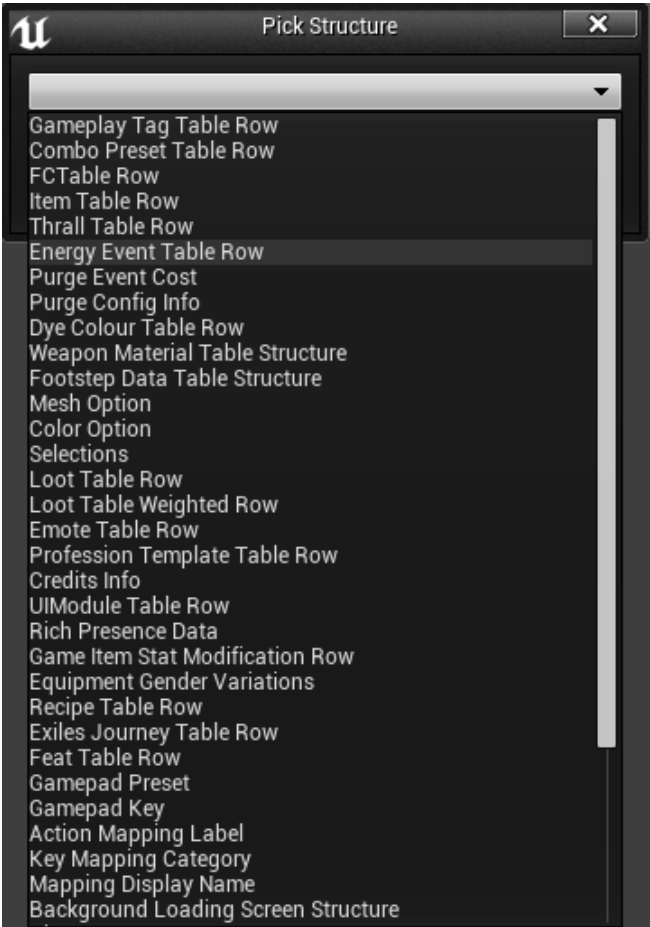 Pick Structure
Gameplay Tag Table Row
Combo Preset Table Row
FCTable Row
Item Table Row
Thrall Table Row
Energy Event Table Row
Purge Event Cost
Purge Config Info
Dye Colour Table Row
Weapon Material Table Structure
Footstep Data Table Structure
Mesh Option
Color Option
Selections
Loot Table Row
Loot Table Weighted Row
Emote Table Row
Profession Template Table Row
Credits Info
UIModule Table Row
Rich Presence Data
Game Item Stat Modification Row
Equipment Gender Variations
Recipe Table Row
Exiles Journey Table Row
Feat Table Row
Gamepad Preset
Gamepad Key
Action Mapping Label
Key Mapping Category
Mapping Display Name
Background Loading Screen Structure